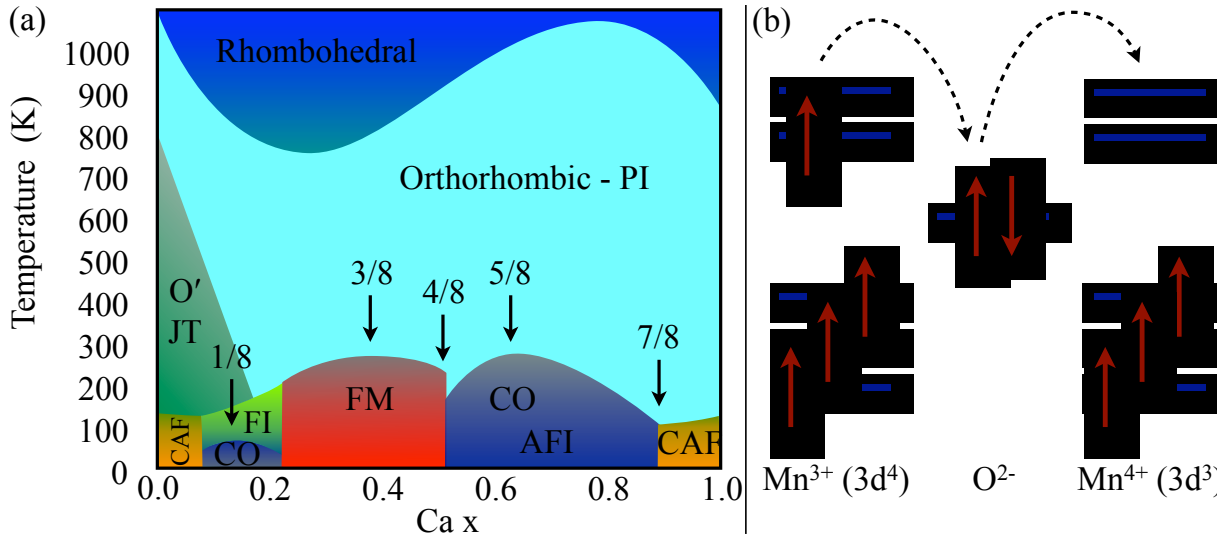 (a)
Temperature (K)
1000
900
800
700
600
500
400
300
200
100
0
Rhombohedral
Orthorhombic - PI
O′
JT
1/8
3/8
4/8
5/8
7/8
CAF
FI
CO
FM
CO
AFI
CAF
0.0 0.2 0.4 0.6 0.8 1.0
Ca x
(b)
Mn³⁺ (3d⁴) O²⁻ Mn⁴⁺ (3d³)